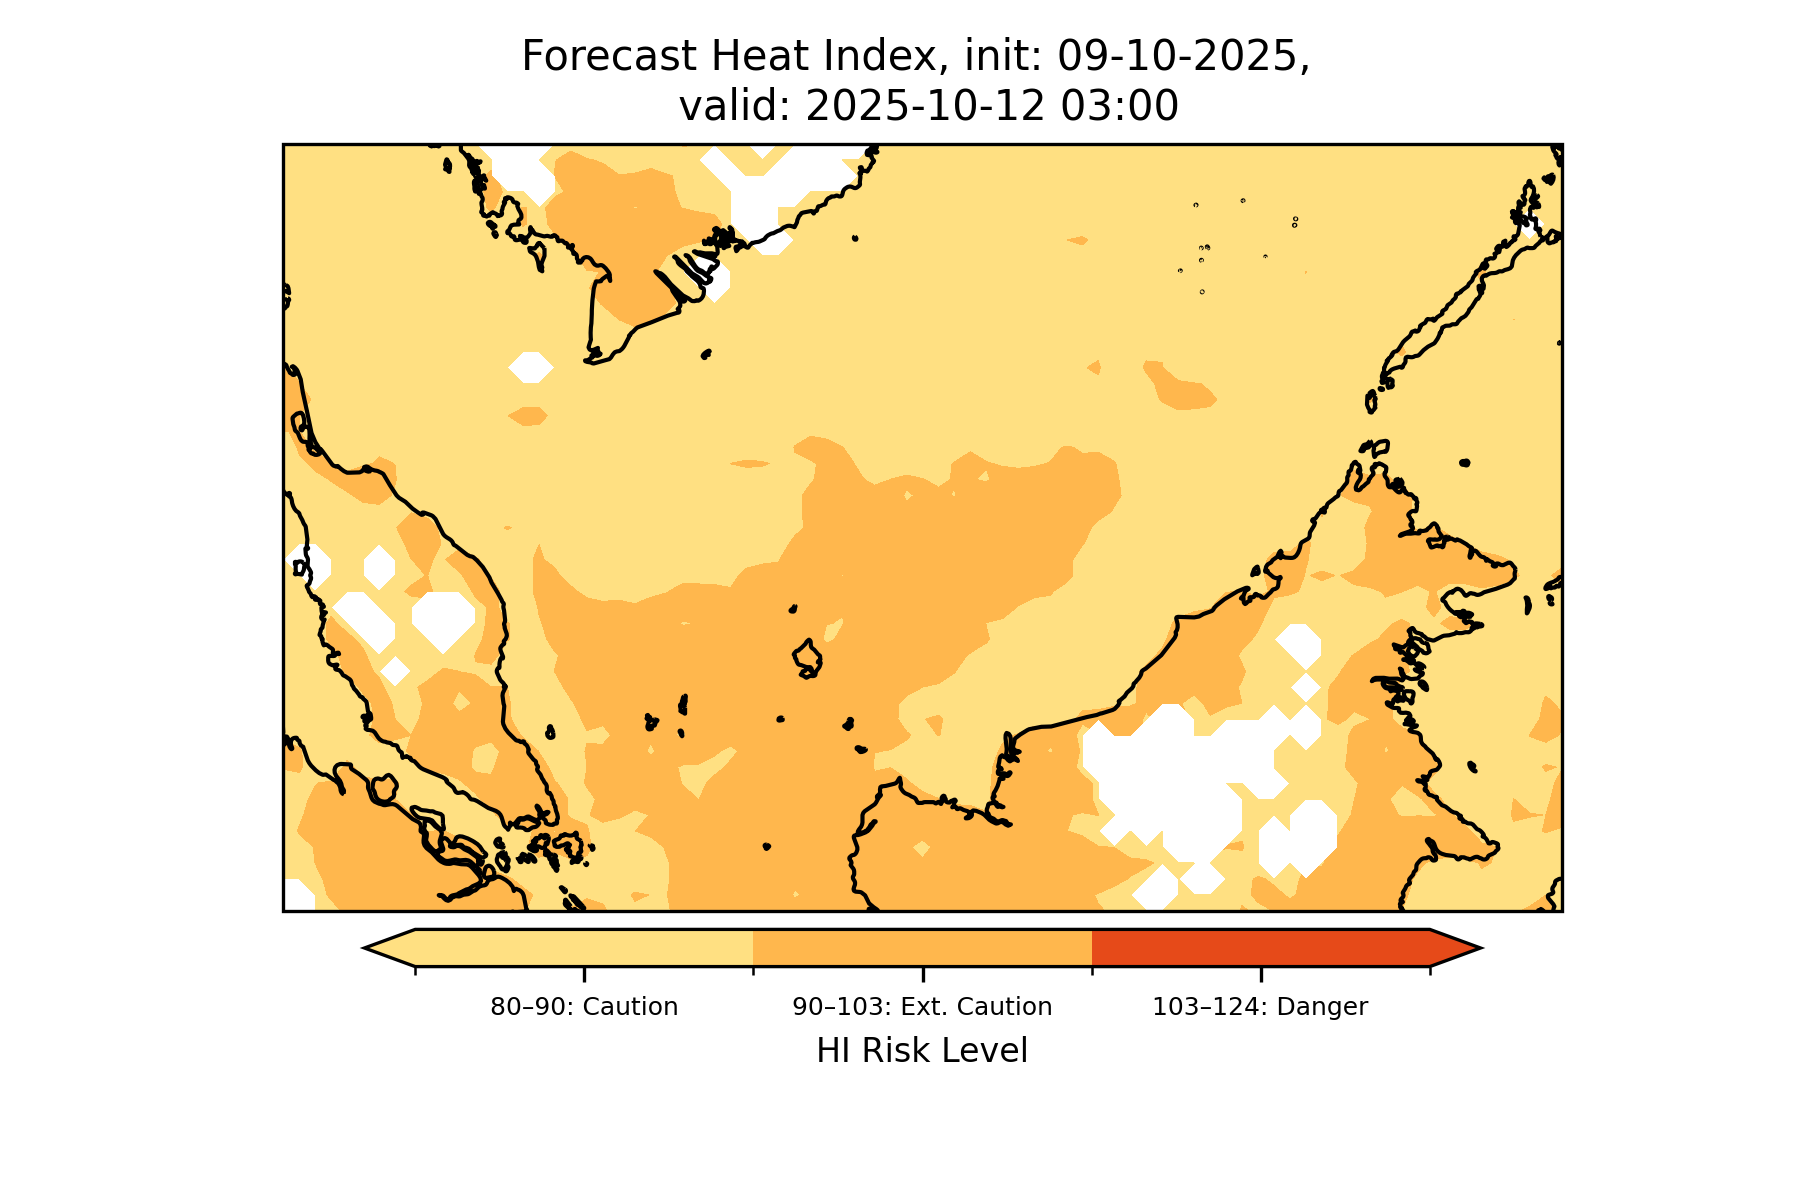 Forecast Heat Index, init: 09-10-2025,
valid: 2025-10-12 03:00
80–90: Caution
90–103: Ext. Caution
103–124: Danger
HI Risk Level